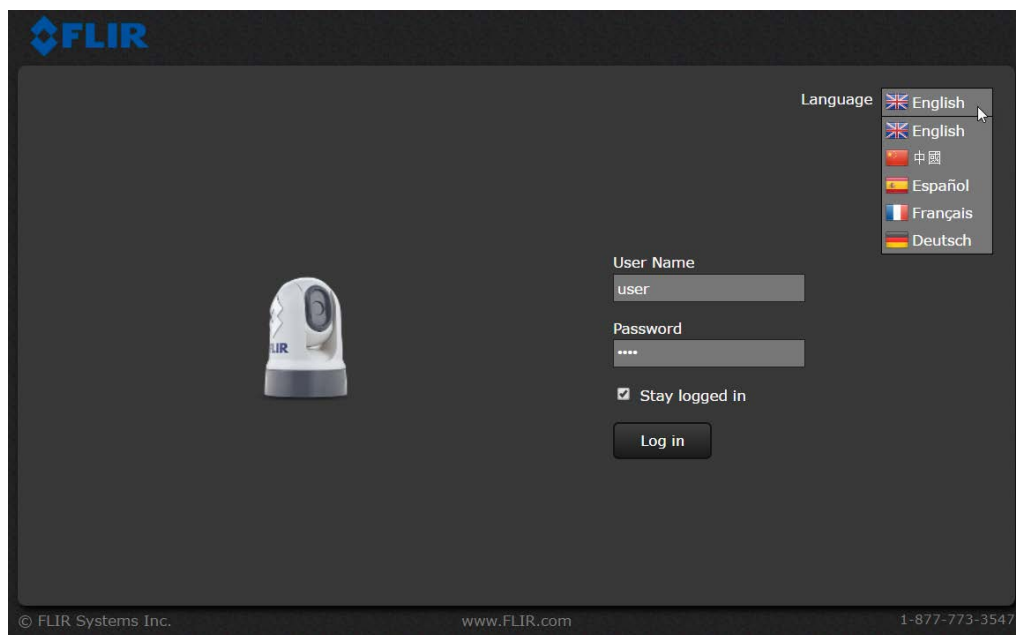 FLIR
Language English
English
中國
Español
Français
Deutsch
User Name
user
Password
••••
Stay logged in
Log in
FLIR
© FLIR Systems Inc. www.FLIR.com 1-877-773-3547